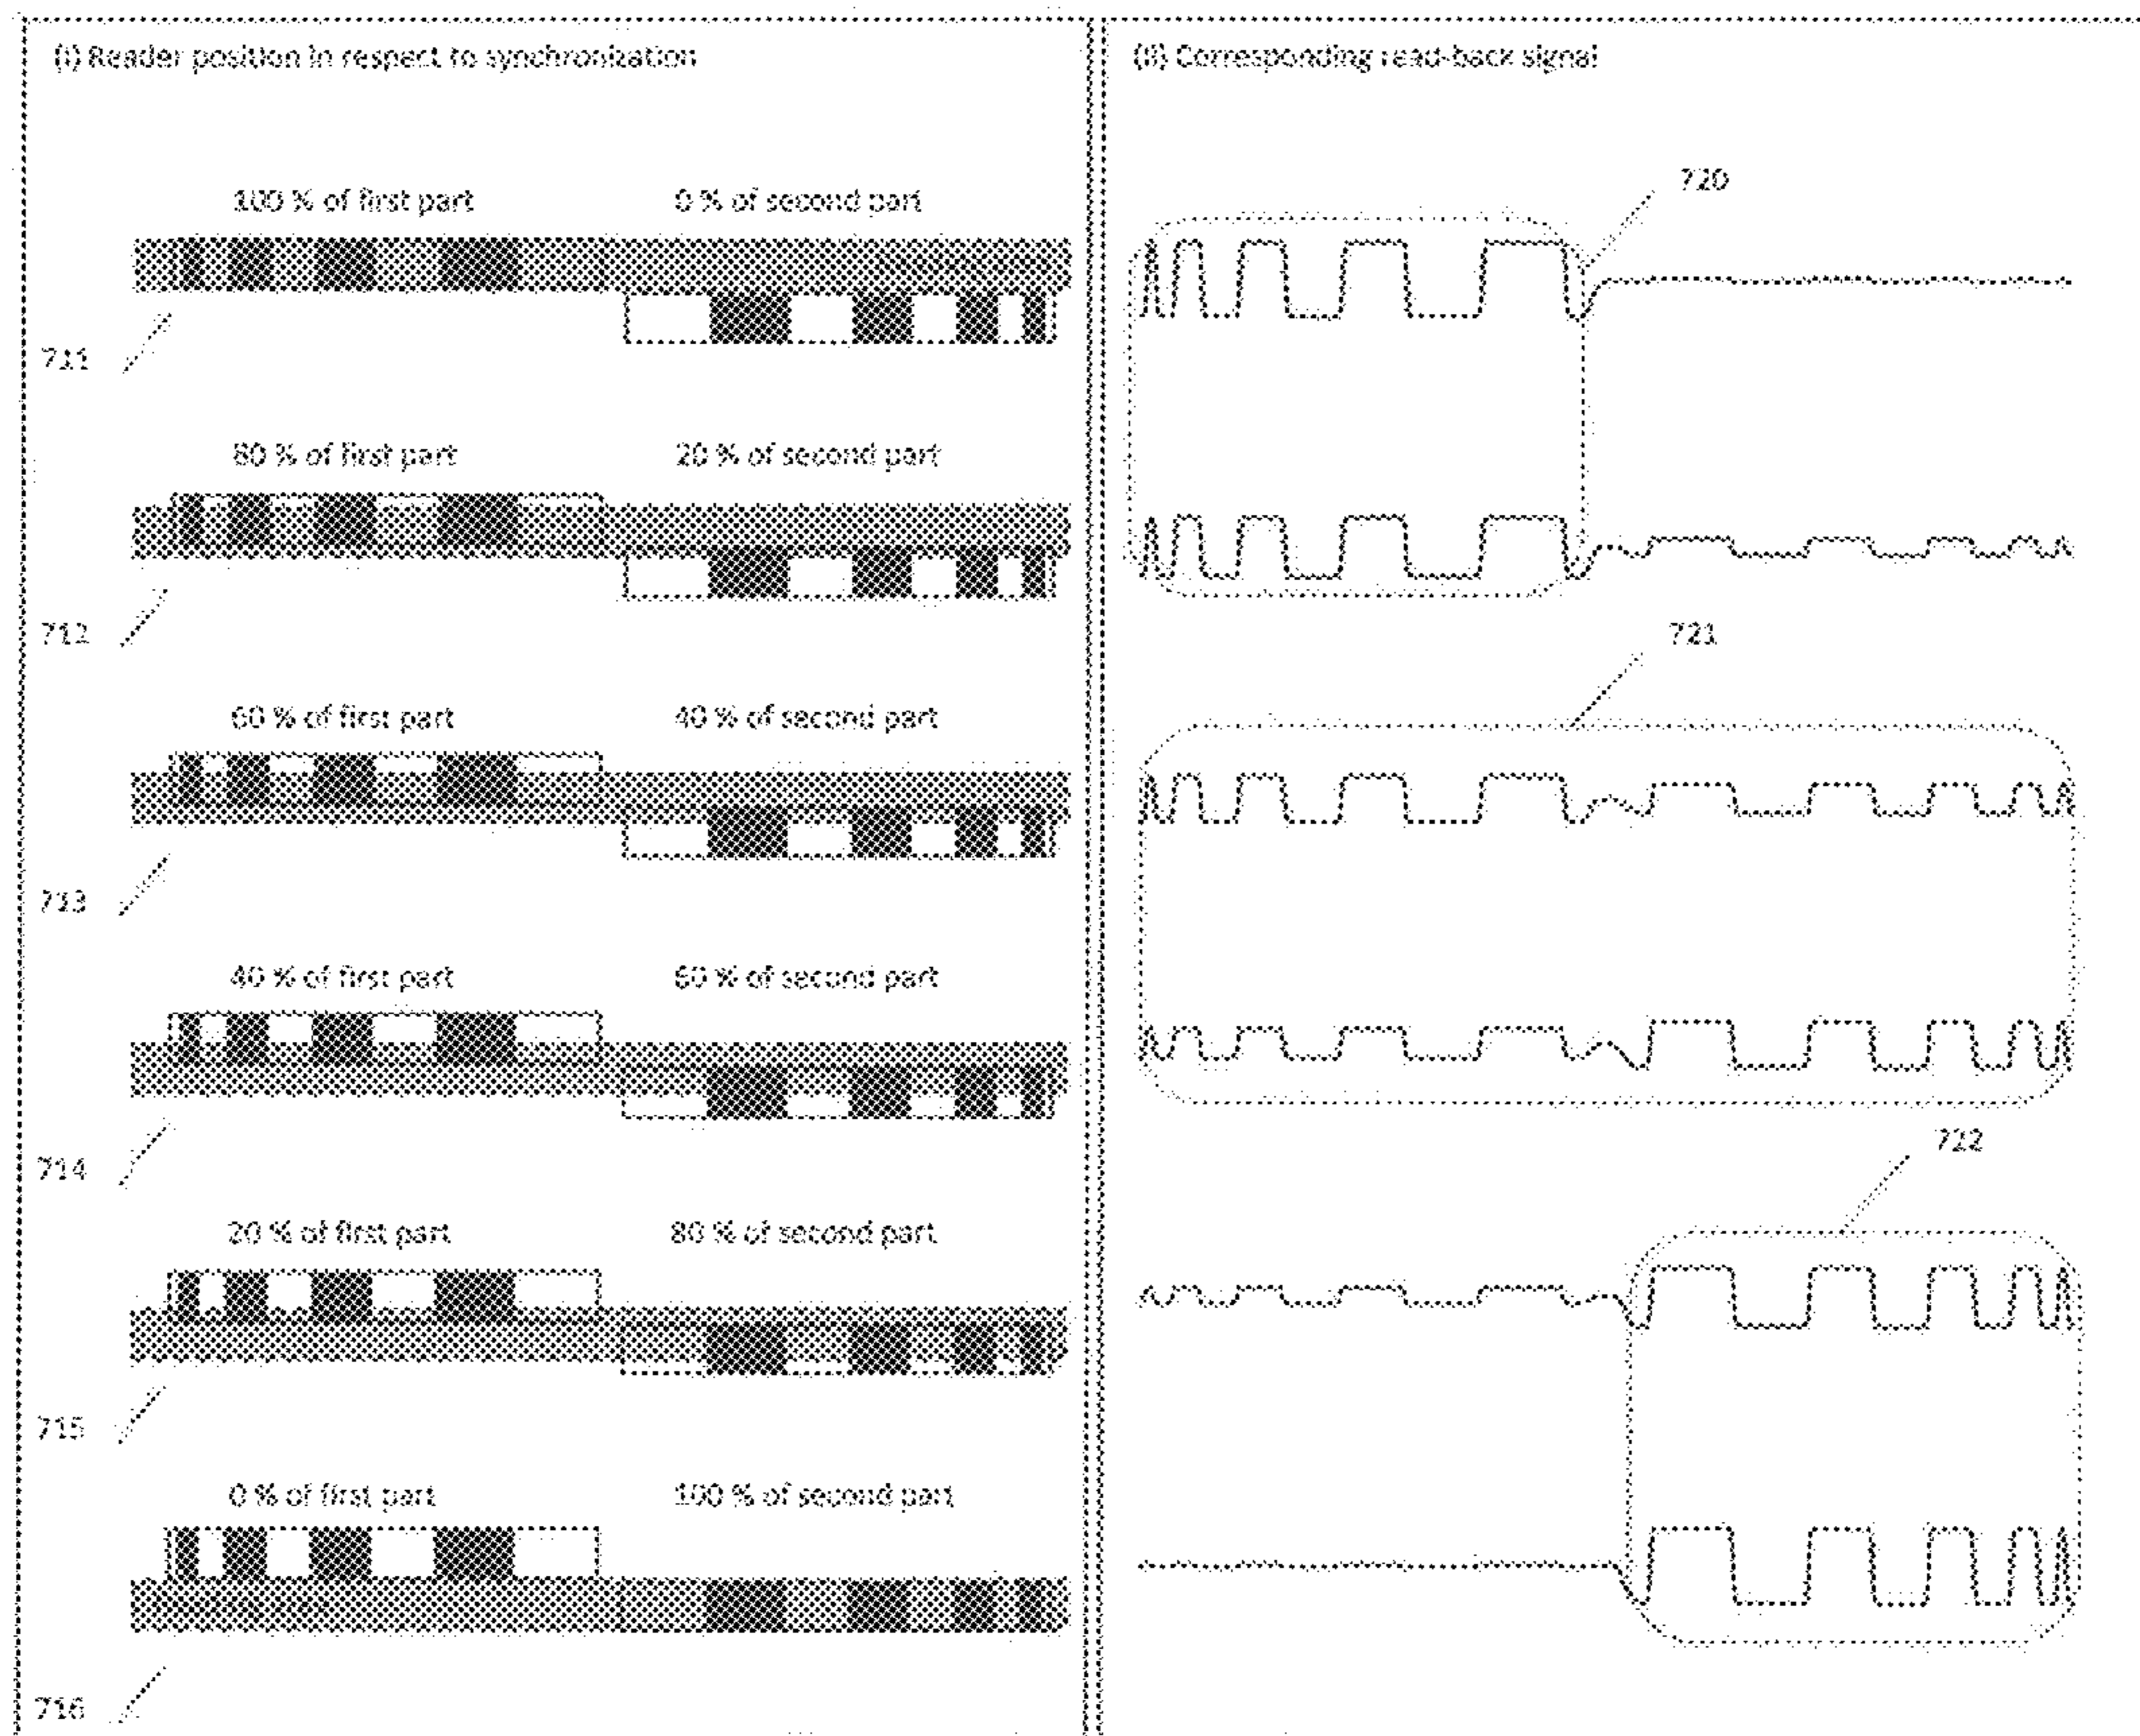 (i) Reader position in respect to synchronization
(ii) Corresponding read-back signal
100 % of first part
0 % of second part
720
711
80 % of first part
20 % of second part
712
721
60 % of first part
40 % of second part
713
40 % of first part
60 % of second part
722
714
20 % of first part
80 % of second part
715
0 % of first part
100 % of second part
716